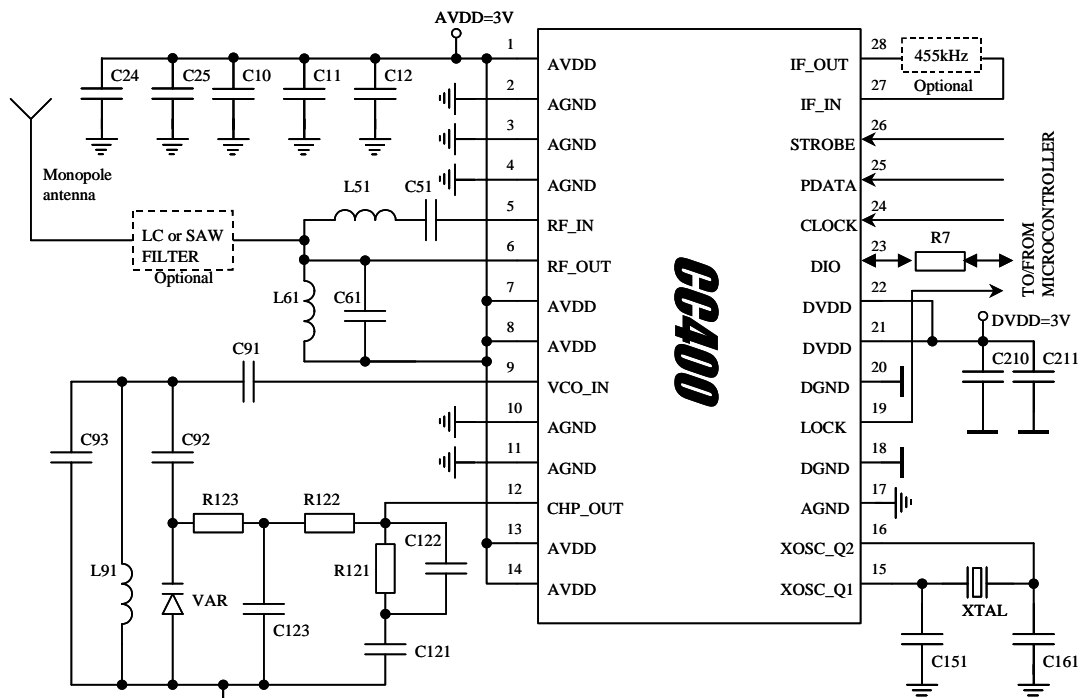 AVDD=3V
C24
C25
C10
C11
C12
Monopole
antenna
LC or SAW
FILTER
Optional
L51
C51
L61
C61
C91
C93
C92
R123
R122
C122
R121
L91
VAR
C123
C121
1
AVDD
2
AGND
3
AGND
4
AGND
5
RF_IN
6
RF_OUT
7
AVDD
8
AVDD
9
VCO_IN
10
AGND
11
AGND
12
CHP_OUT
13
AVDD
14
AVDD
CC400
28
IF_OUT
455kHz
Optional
27
IF_IN
26
STROBE
25
PDATA
24
CLOCK
23
DIO
R7
TO/FROM
MICROCONTROLLER
22
DVDD
21
DVDD
DVDD=3V
C210
C211
20
DGND
19
LOCK
18
DGND
17
AGND
16
XOSC_Q2
15
XOSC_Q1
XTAL
C151
C161